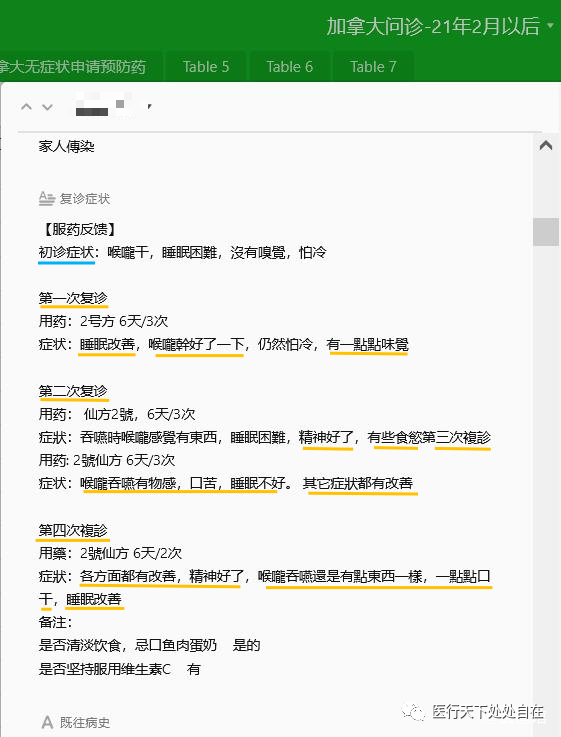 加拿大问诊-21年2月以后
拿大无症状申请预防药 Table 5 Table 6 Table 7
家人傳染
复诊症状
【服药反馈】
初诊症状：喉嚨干，睡眠困難，沒有嗅覺，怕冷
第一次复诊
用药：2号方 6天/3次
症状：睡眠改善，喉嚨幹好了一下，仍然怕冷，有一點點味覺
第二次复诊
用药： 仙方2號，6天/3次
症狀：吞嚥時喉嚨感覺有東西，睡眠困難，精神好了，有些食慾第三次複診
用药: 2號仙方 6天/3次
症状：喉嚨吞嚥有物感，口苦，睡眠不好。 其它症狀都有改善
第四次複診
用藥：2號仙方 6天/2次
症狀：各方面都有改善，精神好了，喉嚨吞嚥還是有點東西一樣，一點點口
干，睡眠改善
备注：
是否清淡饮食，忌口鱼肉蛋奶 是的
是否坚持服用维生素C 有
既往病史
医行天下处处自在